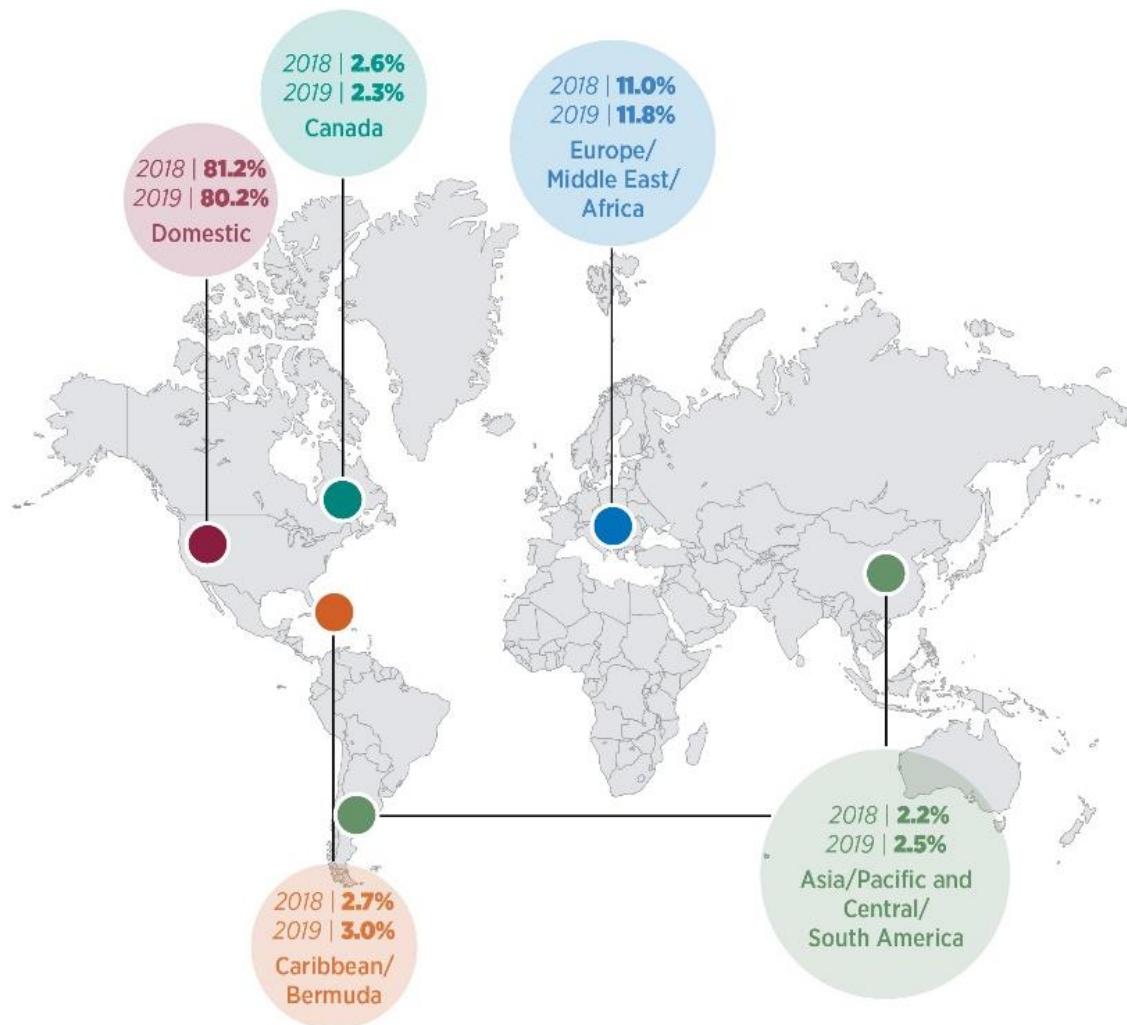 2018 | 2.6%
2019 | 2.3%
Canada
2018 | 11.0%
2019 | 11.8%
Europe/
Middle East/
Africa
2018 | 81.2%
2019 | 80.2%
Domestic
2018 | 2.2%
2019 | 2.5%
Asia/Pacific and
Central/
South America
2018 | 2.7%
2019 | 3.0%
Caribbean/
Bermuda